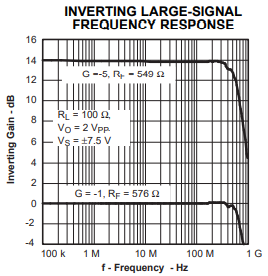 INVERTING LARGE-SIGNAL
FREQUENCY RESPONSE
Inverting Gain - dB
16
14
12
10
8
6
4
2
0
-2
-4
G =-5, RF = 549 Ω
RL = 100 Ω,
VO = 2 VPP.
VS = ±7.5 V
G = -1, RF = 576 Ω
100 k 1 M 10 M 100 M 1 G
f - Frequency - Hz